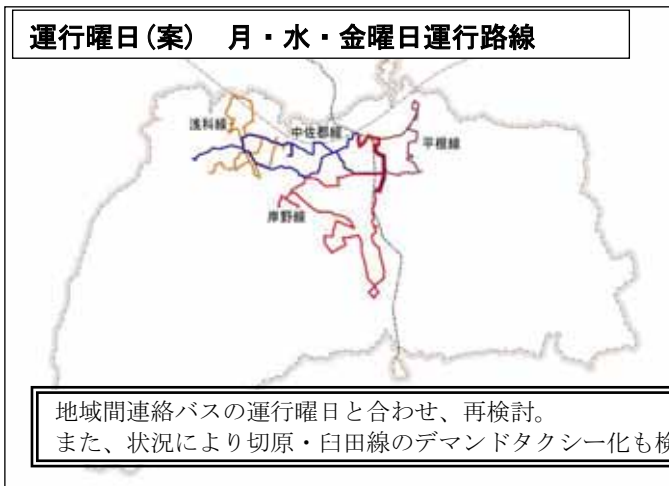 運行曜日(案) 月・水・金曜日運行路線
浅科線
中佐都線
平根線
岸野線
地域間連絡バスの運行曜日と合わせ、再検討。
また、状況により切原・臼田線のデマンドタクシー化も検